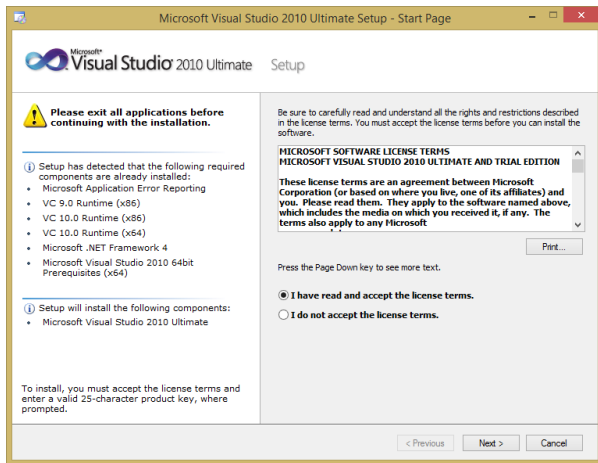 Microsoft Visual Studio 2010 Ultimate Setup - Start Page
Microsoft®
Visual Studio® 2010 Ultimate Setup
Please exit all applications before
continuing with the installation.
Setup has detected that the following required
components are already installed:
• Microsoft Application Error Reporting
• VC 9.0 Runtime (x86)
• VC 10.0 Runtime (x86)
• VC 10.0 Runtime (x64)
• Microsoft .NET Framework 4
• Microsoft Visual Studio 2010 64bit
Prerequisites (x64)
Setup will install the following components:
• Microsoft Visual Studio 2010 Ultimate
To install, you must accept the license terms and
enter a valid 25-character product key, where
prompted.
Be sure to carefully read and understand all the rights and restrictions described
in the license terms. You must accept the license terms before you can install the
software.
MICROSOFT SOFTWARE LICENSE TERMS
MICROSOFT VISUAL STUDIO 2010 ULTIMATE AND TRIAL EDITION
These license terms are an agreement between Microsoft
Corporation (or based on where you live, one of its affiliates) and
you. Please read them. They apply to the software named above,
which includes the media on which you received it, if any. The
terms also apply to any Microsoft
Print...
Press the Page Down key to see more text.
I have read and accept the license terms.
I do not accept the license terms.
< Previous
Next >
Cancel